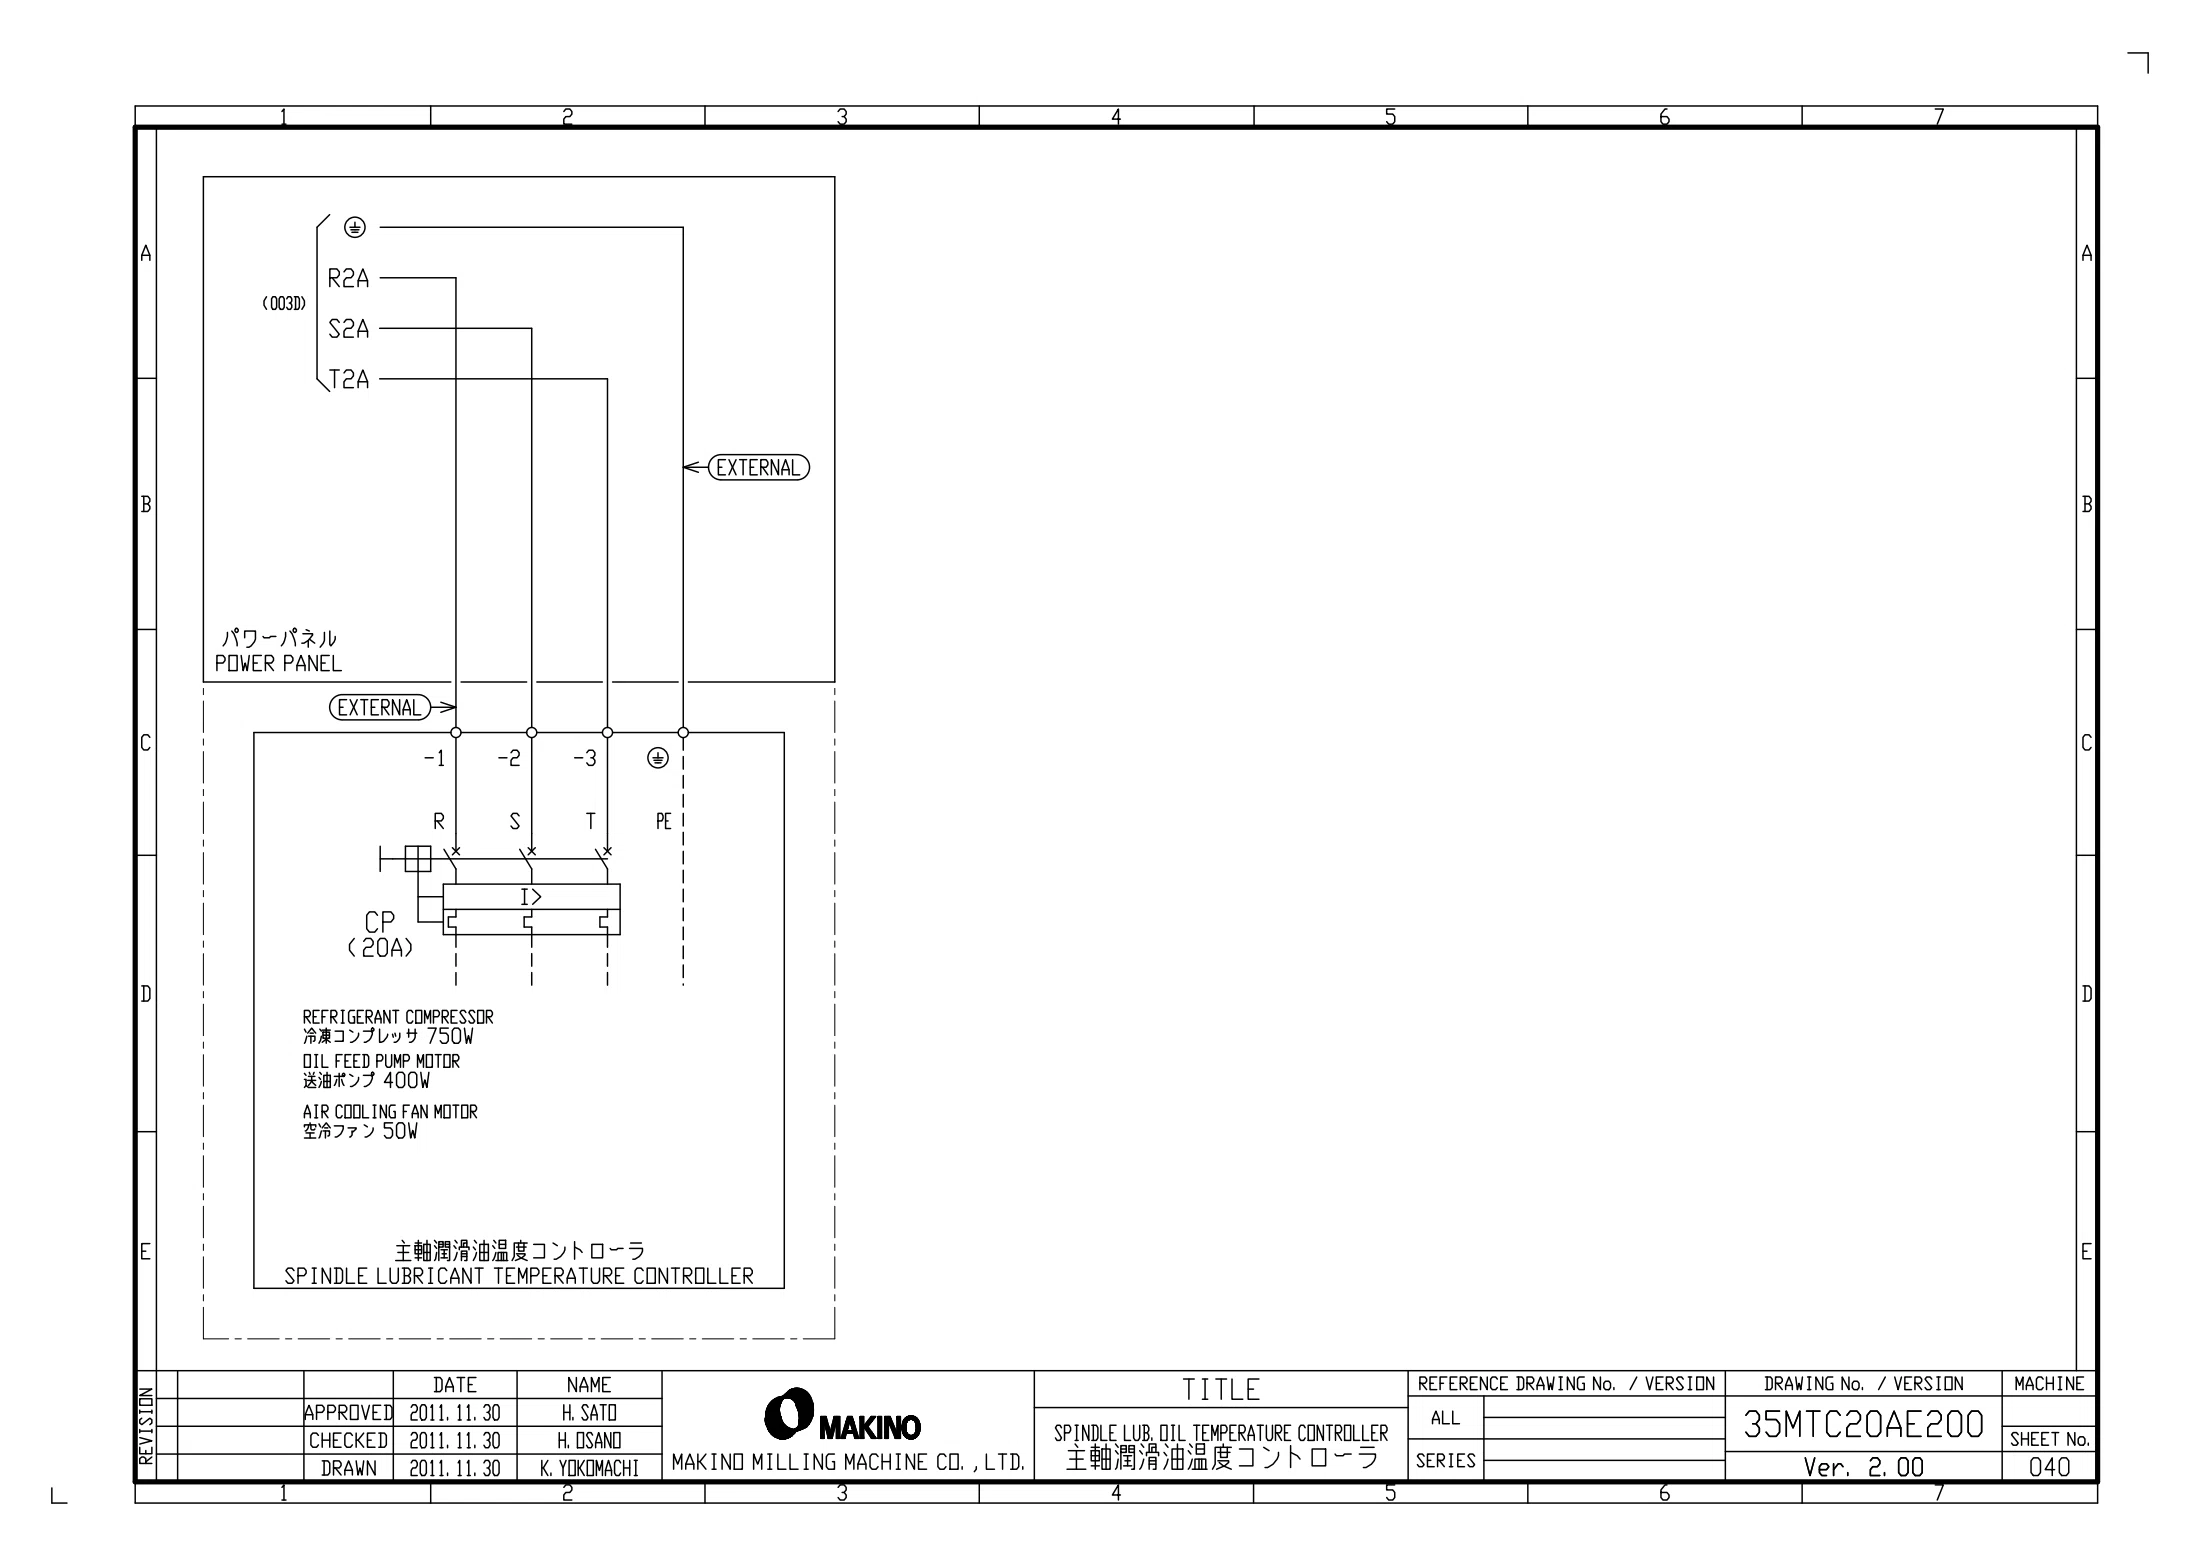 1 2 3 4 5 6 7
A A
(003D)
R2A
S2A
T2A
EXTERNAL
B B
パワーパネル
POWER PANEL
EXTERNAL
C C
-1 -2 -3
R S T PE
I>
CP
(20A)
D D
REFRIGERANT COMPRESSOR
冷凍コンプレッサ 750W
OIL FEED PUMP MOTOR
送油ポンプ 400W
AIR COOLING FAN MOTOR
空冷ファン 50W
E E
主軸潤滑油温度コントローラ
SPINDLE LUBRICANT TEMPERATURE CONTROLLER
REVISION
DATE NAME
APPROVED 2011. 11. 30 H. SATO
CHECKED 2011. 11. 30 H. OSANO
DRAWN 2011. 11. 30 K. YOKOMACHI
MAKINO
MAKINO MILLING MACHINE CO. ,LTD.
TITLE
SPINDLE LUB. OIL TEMPERATURE CONTROLLER
主軸潤滑油温度コントローラ
REFERENCE DRAWING No. / VERSION
ALL
SERIES
DRAWING No. / VERSION
35MTC20AE200
Ver. 2. 00
MACHINE
SHEET No.
040
1 2 3 4 5 6 7